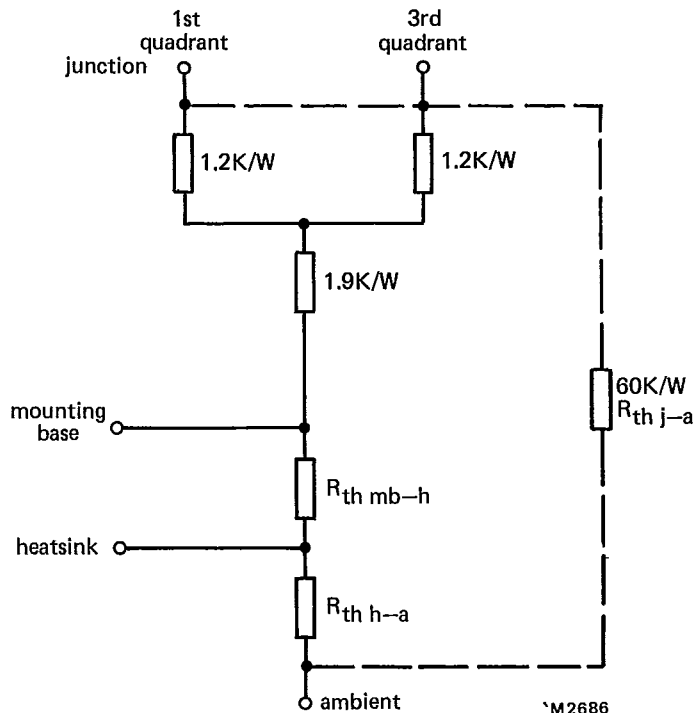 1st
quadrant
3rd
quadrant
junction
1.2K/W
1.2K/W
1.9K/W
60K/W
Rth j–a
mounting
base
Rth mb–h
heatsink
Rth h–a
ambient
'M2686